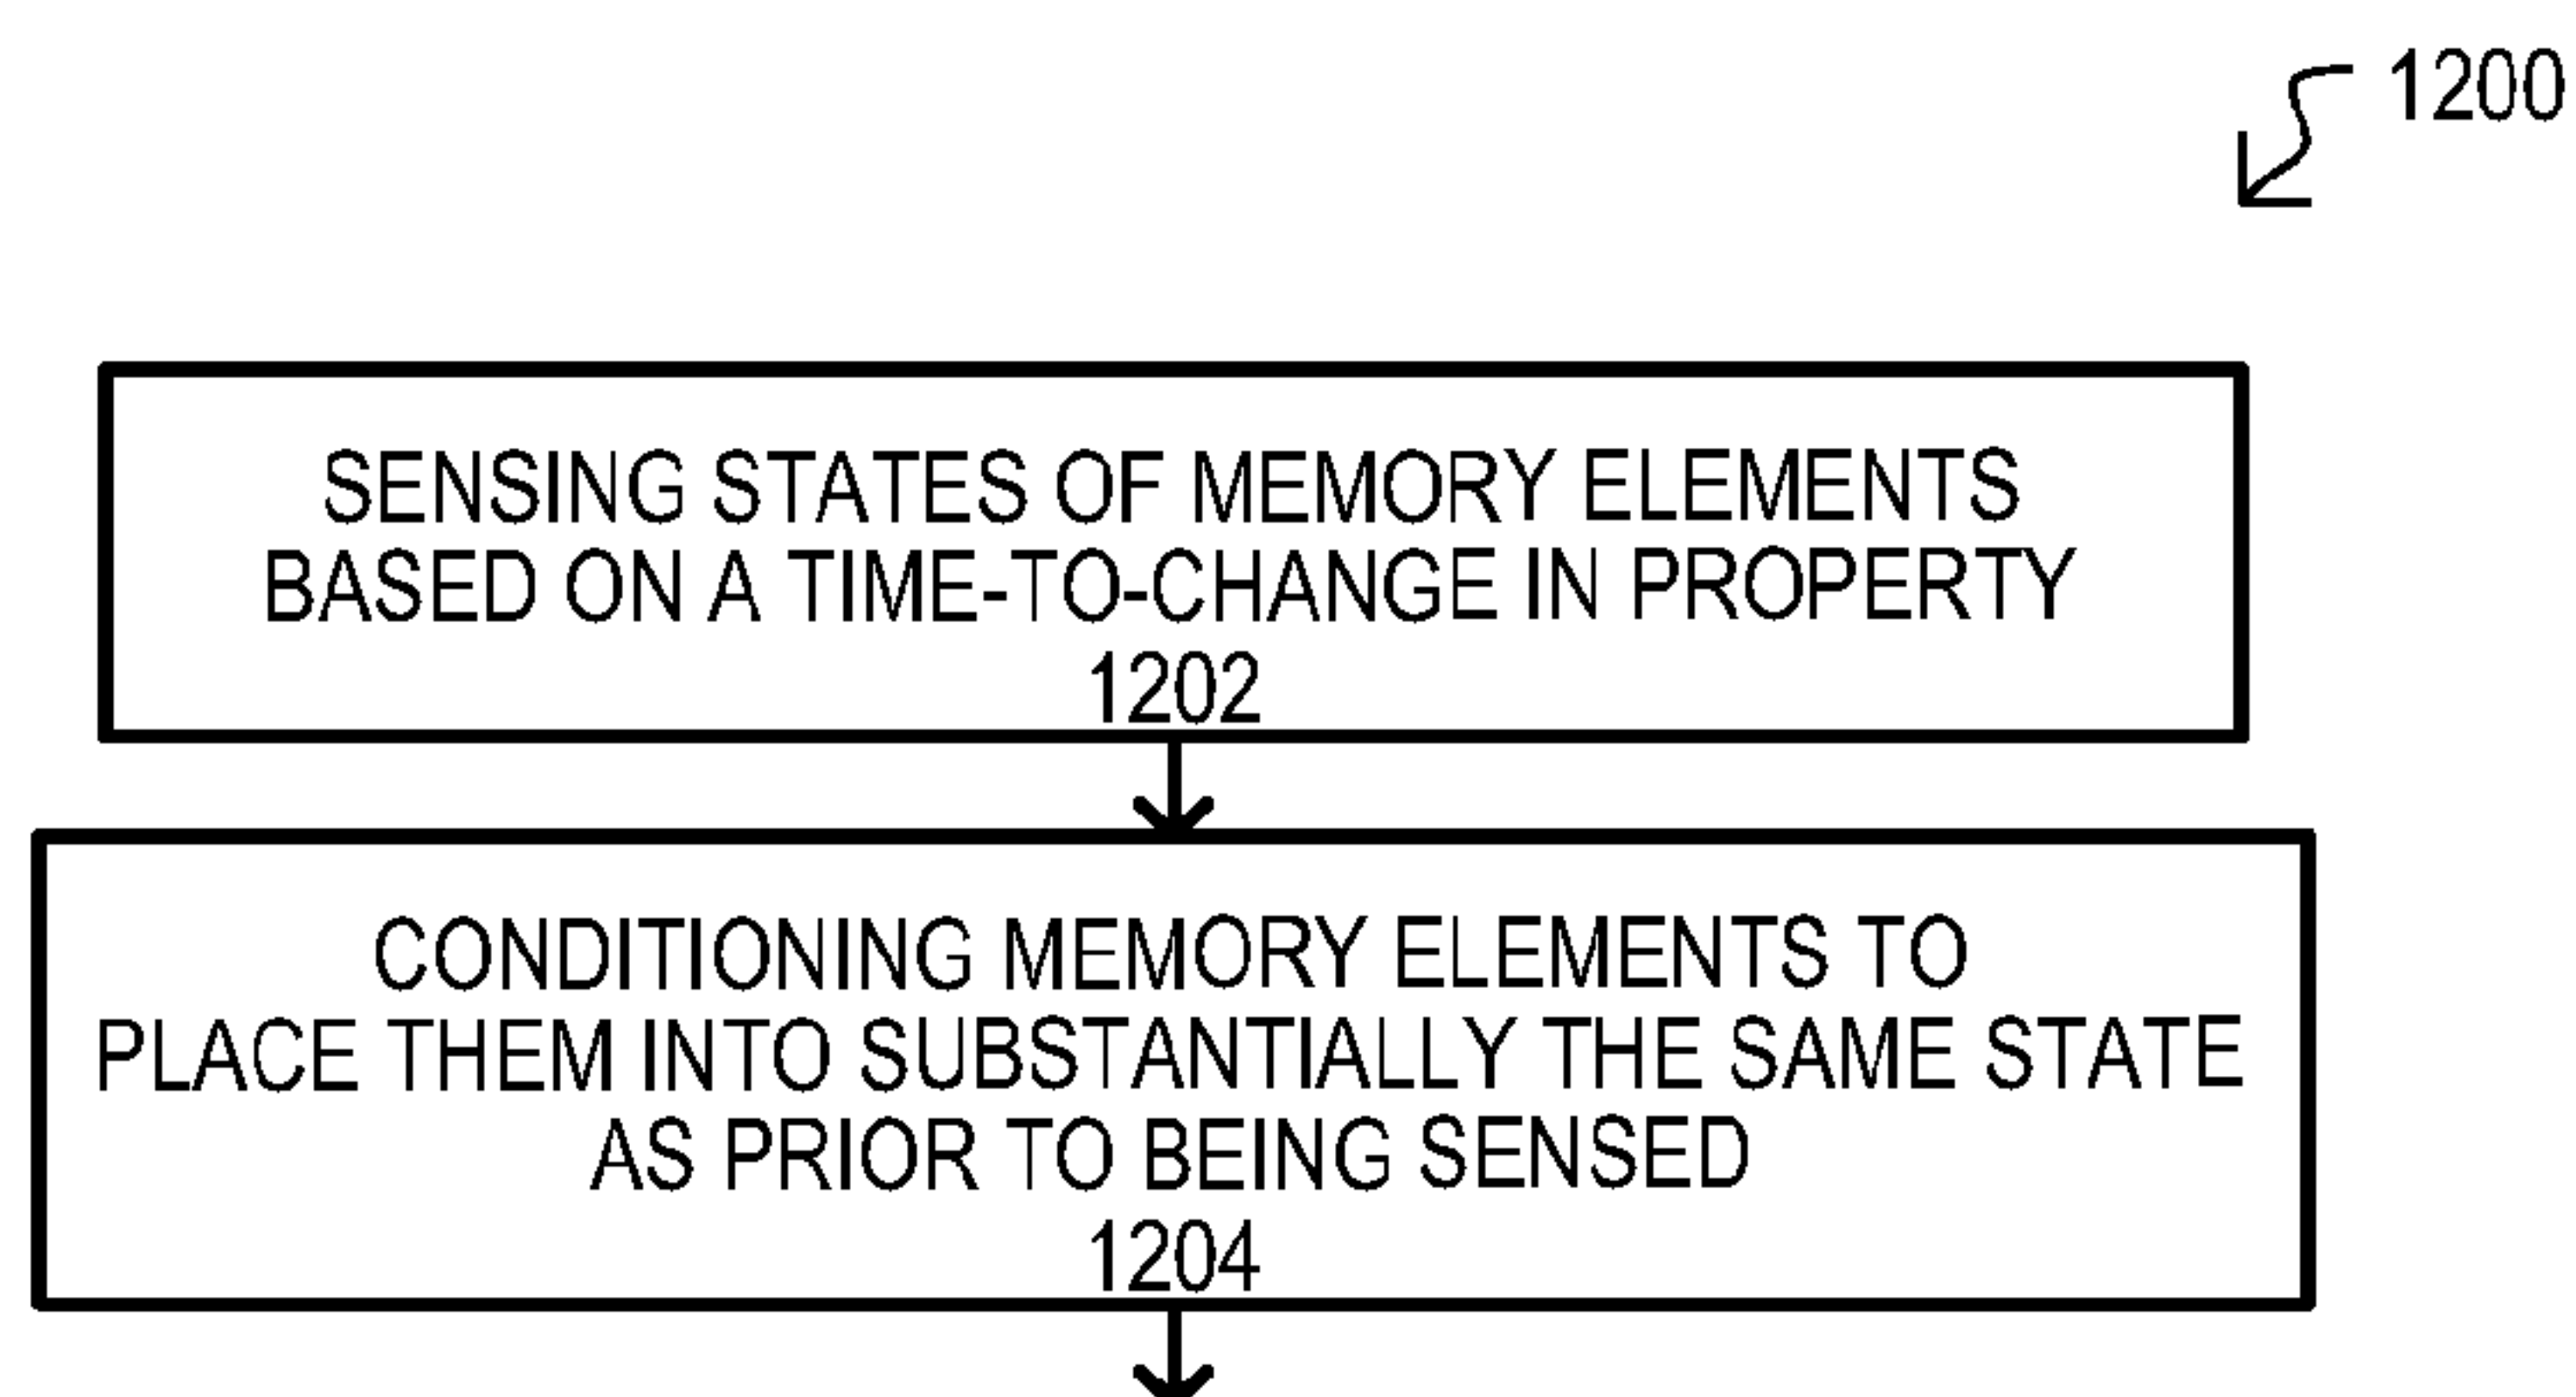 1200
SENSING STATES OF MEMORY ELEMENTS
BASED ON A TIME-TO-CHANGE IN PROPERTY
1202
CONDITIONING MEMORY ELEMENTS TO
PLACE THEM INTO SUBSTANTIALLY THE SAME STATE
AS PRIOR TO BEING SENSED
1204